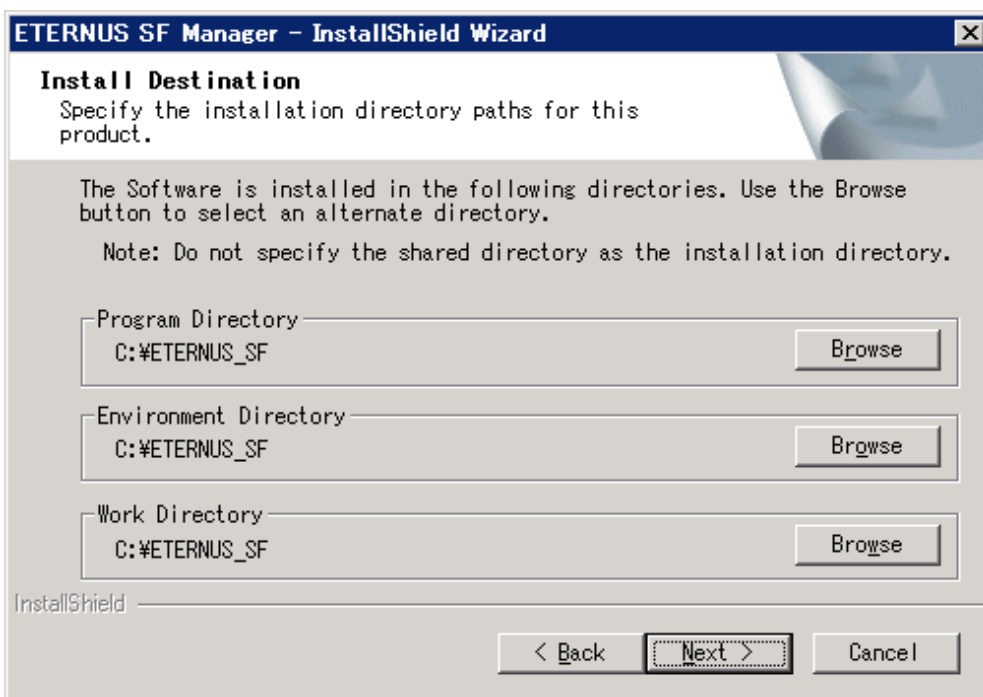 ETERNUS SF Manager - InstallShield Wizard
Install Destination
Specify the installation directory paths for this
product.
The Software is installed in the following directories. Use the Browse
button to select an alternate directory.
Note: Do not specify the shared directory as the installation directory.
Program Directory
C:¥ETERNUS_SF
Browse
Environment Directory
C:¥ETERNUS_SF
Browse
Work Directory
C:¥ETERNUS_SF
Browse
InstallShield
< Back
Next >
Cancel